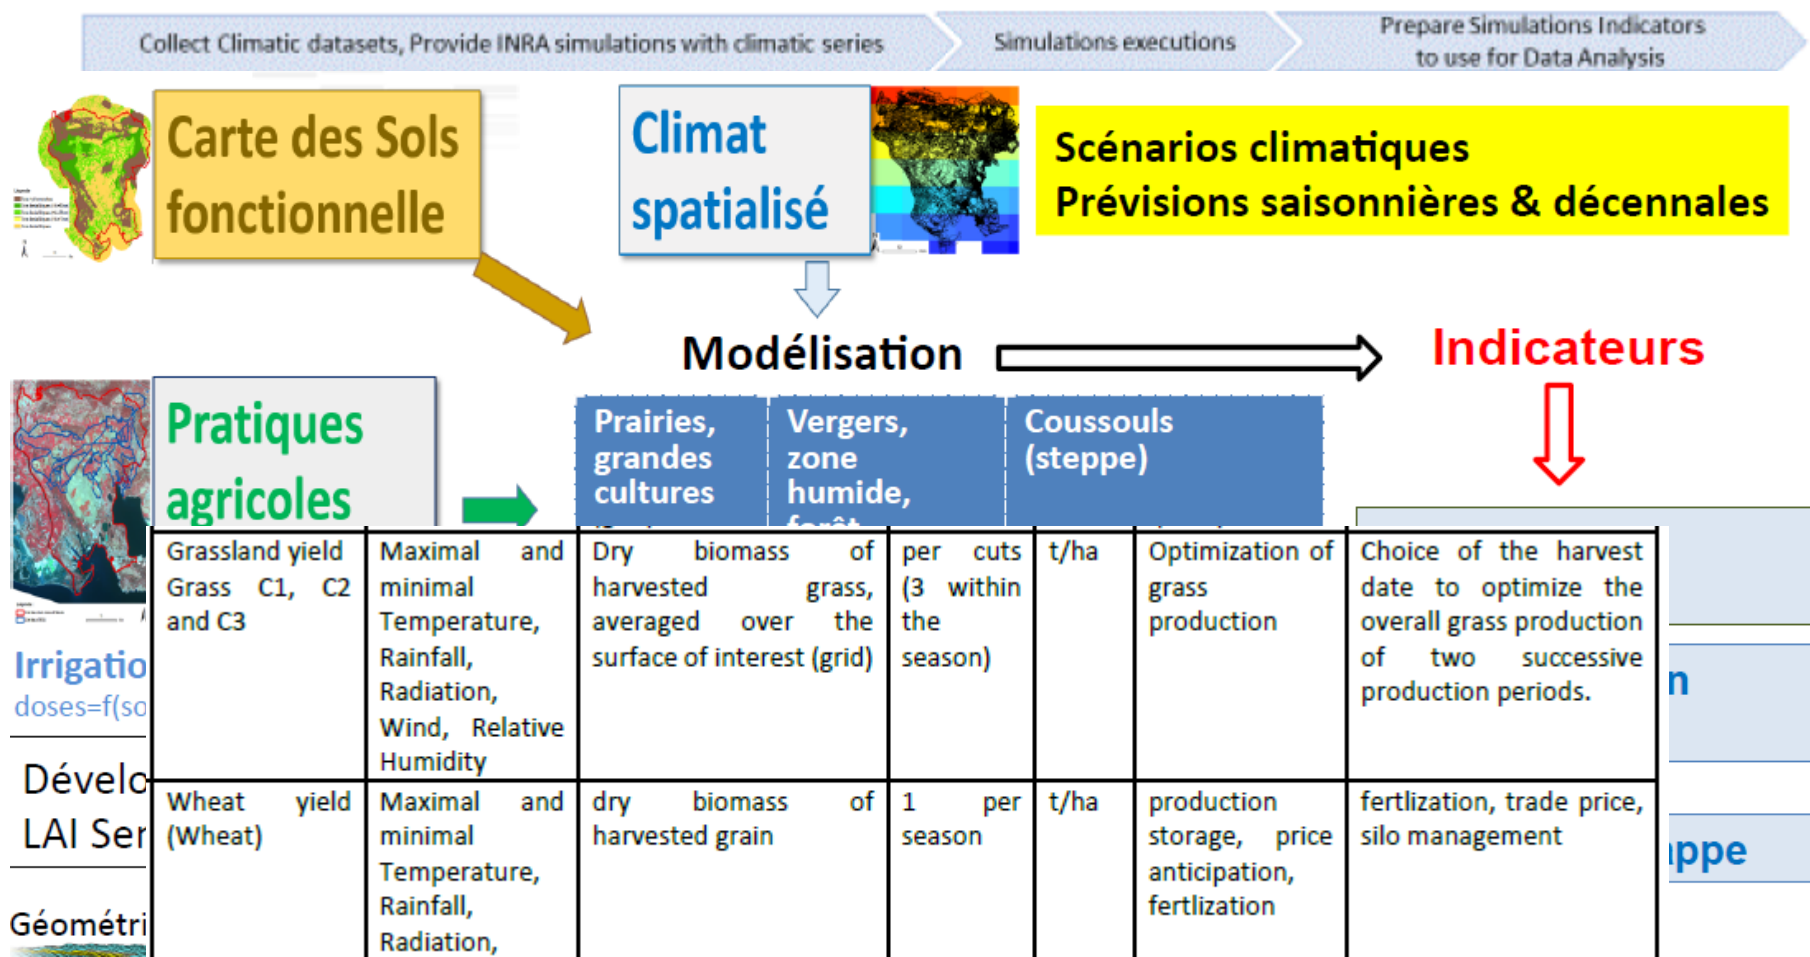 Collect Climatic datasets, Provide INRA simulations with climatic series
Simulations executions
Prepare Simulations Indicators
to use for Data Analysis
Carte des Sols
fonctionnelle
Climat
spatialisé
Scénarios climatiques
Prévisions saisonnières & décennales
Modélisation
Indicateurs
Pratiques
agricoles
Prairies,
grandes
cultures
Vergers,
zone
humide,
forêt
Coussouls
(steppe)
Irrigatio
doses=f(so
Dévelo
LAI Ser
Géométri
Grassland yield
Grass C1, C2
and C3
Maximal and
minimal
Temperature,
Rainfall,
Radiation,
Wind, Relative
Humidity
Dry biomass of
harvested grass,
averaged over the
surface of interest (grid)
per cuts
(3 within
the
season)
t/ha
Optimization of
grass
production
Choice of the harvest
date to optimize the
overall grass production
of two successive
production periods.
Wheat yield
(Wheat)
Maximal and
minimal
Temperature,
Rainfall,
Radiation,
dry biomass of
harvested grain
1 per
season
t/ha
production
storage, price
anticipation,
fertlization
fertlization, trade price,
silo management
n
appe